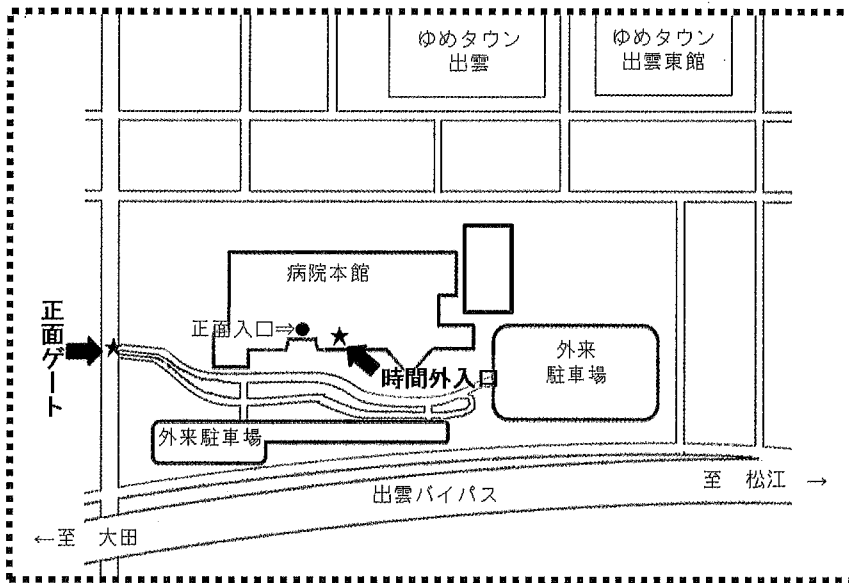 ゆめタウン
出雲
ゆめタウン
出雲東館
病院本館
正面入口⇒●
★
正面ゲート
★
時間外入口
外来
駐車場
外来駐車場
出雲バイパス
至 松江 →
←至 大田